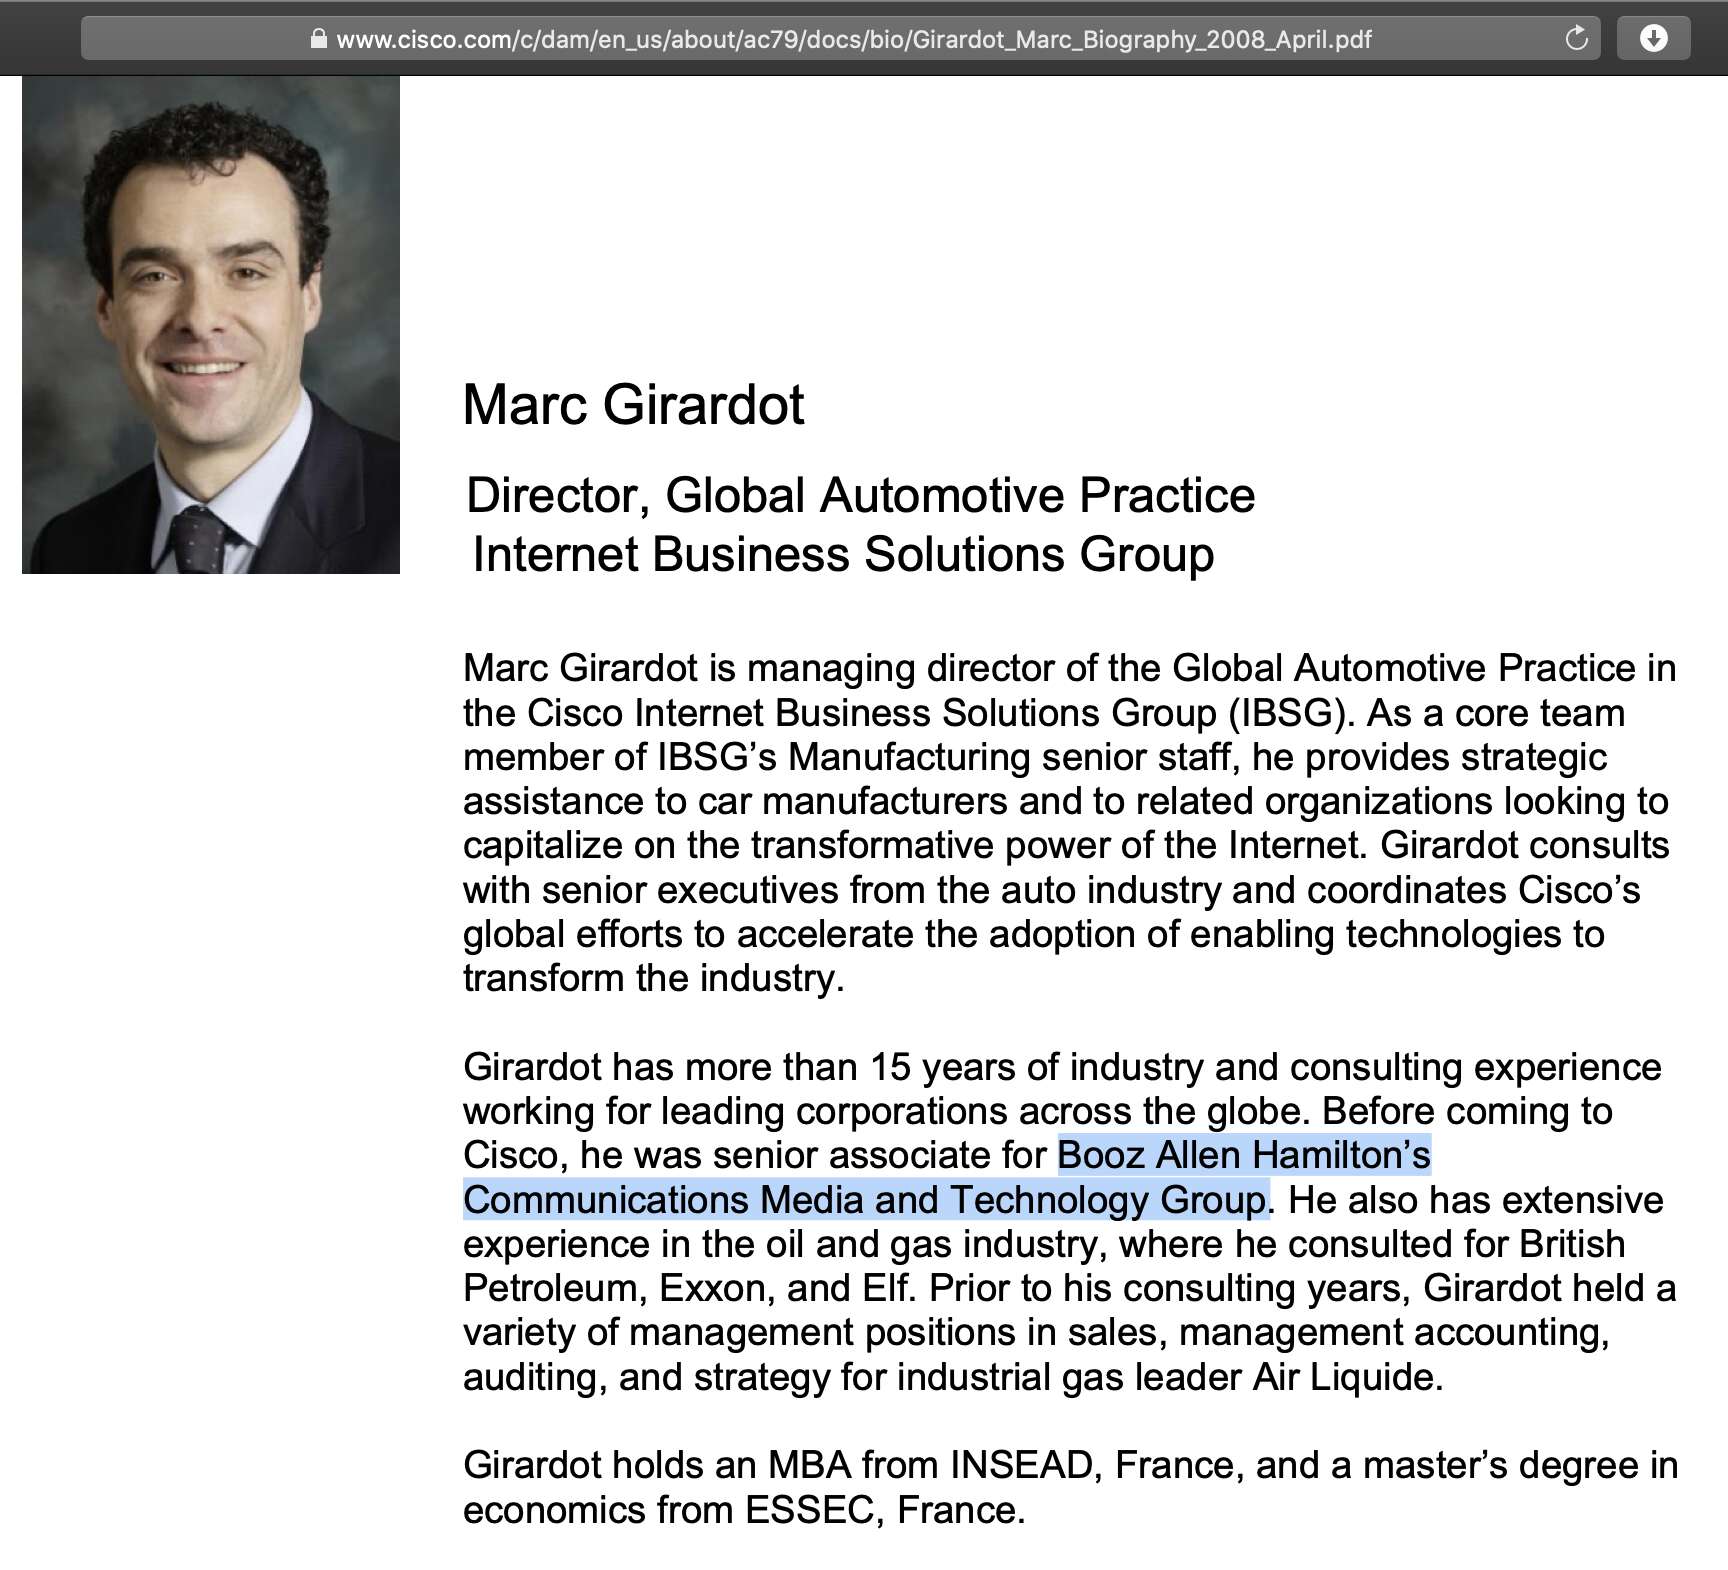 www.cisco.com/c/dam/en_us/about/ac79/docs/bio/Girardot_Marc_Biography_2008_April.pdf
Marc Girardot
Director, Global Automotive Practice
Internet Business Solutions Group
Marc Girardot is managing director of the Global Automotive Practice in
the Cisco Internet Business Solutions Group (IBSG). As a core team
member of IBSG’s Manufacturing senior staff, he provides strategic
assistance to car manufacturers and to related organizations looking to
capitalize on the transformative power of the Internet. Girardot consults
with senior executives from the auto industry and coordinates Cisco’s
global efforts to accelerate the adoption of enabling technologies to
transform the industry.
Girardot has more than 15 years of industry and consulting experience
working for leading corporations across the globe. Before coming to
Cisco, he was senior associate for Booz Allen Hamilton’s
Communications Media and Technology Group. He also has extensive
experience in the oil and gas industry, where he consulted for British
Petroleum, Exxon, and Elf. Prior to his consulting years, Girardot held a
variety of management positions in sales, management accounting,
auditing, and strategy for industrial gas leader Air Liquide.
Girardot holds an MBA from INSEAD, France, and a master’s degree in
economics from ESSEC, France.